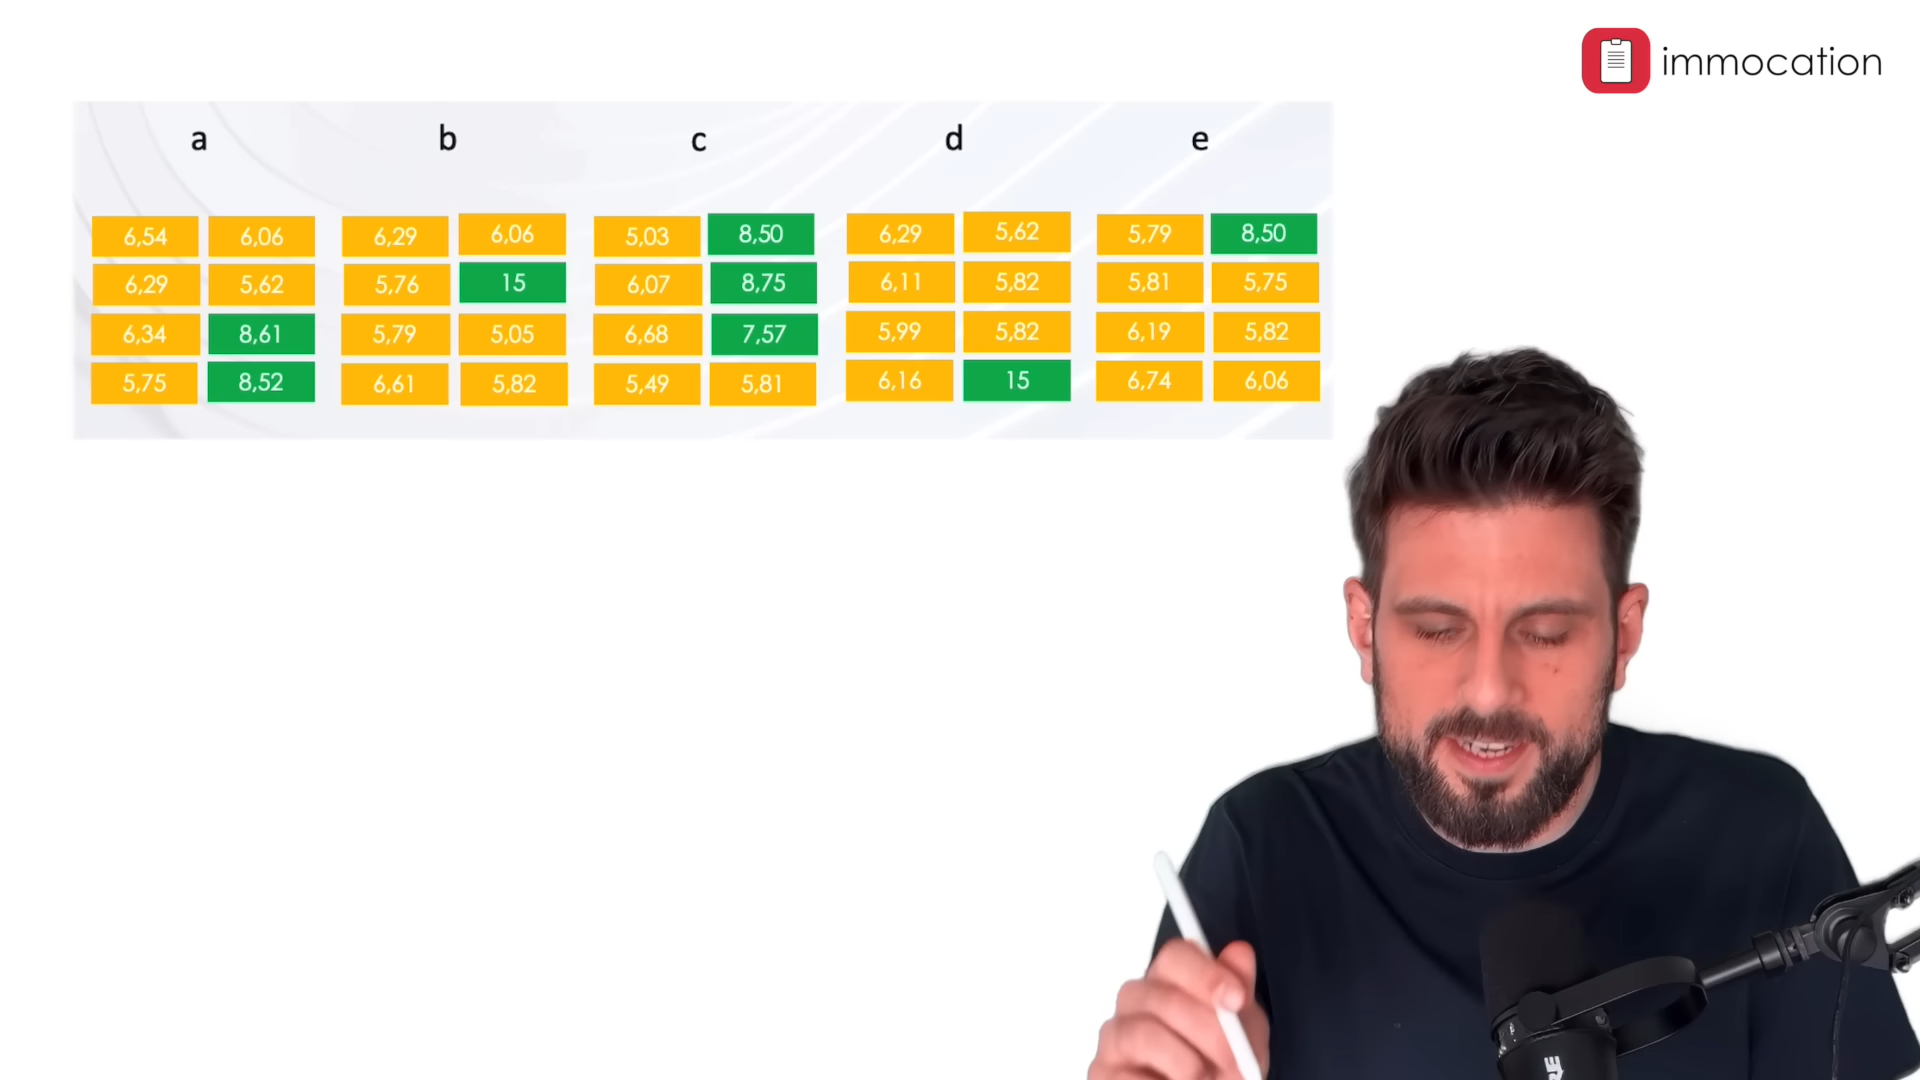 immocation
a b c d e
6,54 6,06 6,29 6,06 5,03 8,50 6,29 5,62 5,79 8,50
6,29 5,62 5,76 15 6,07 8,75 6,11 5,82 5,81 5,75
6,34 8,61 5,79 5,05 6,68 7,57 5,99 5,82 6,19 5,82
5,75 8,52 6,61 5,82 5,49 5,81 6,16 15 6,74 6,06